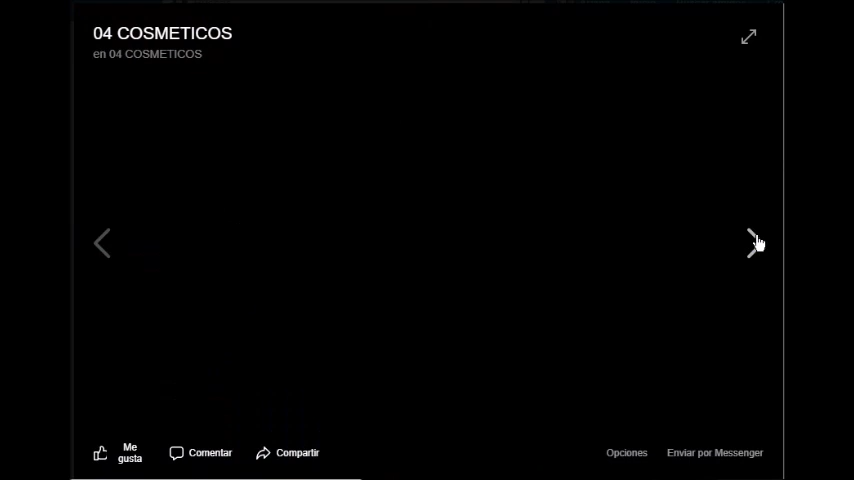 04 COSMETICOS
en 04 COSMETICOS
Me
gusta
Comentar
Compartir
Opciones
Enviar por Messenger